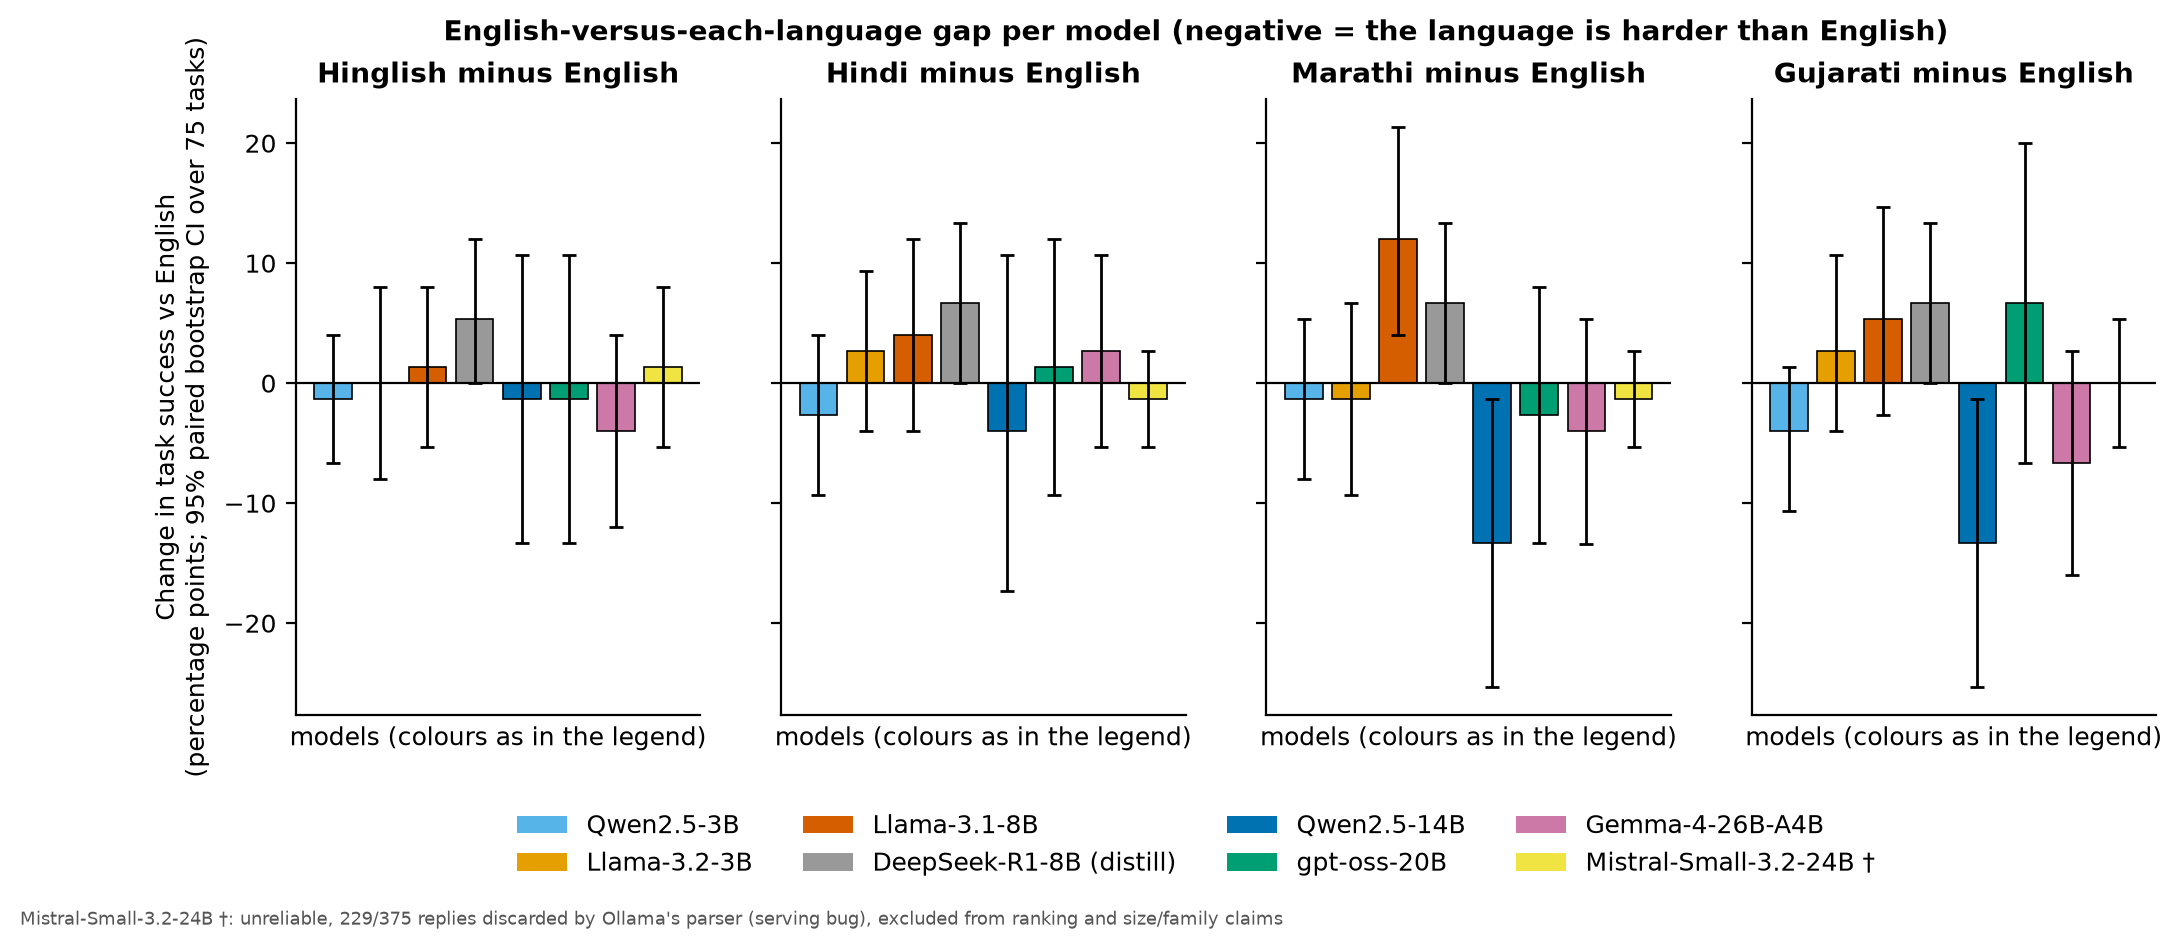 English-versus-each-language gap per model (negative = the language is harder than English)
Hinglish minus English
Hindi minus English
Marathi minus English
Gujarati minus English
Change in task success vs English
(percentage points; 95% paired bootstrap CI over 75 tasks)
20
10
0
−10
−20
models (colours as in the legend)
models (colours as in the legend)
models (colours as in the legend)
models (colours as in the legend)
Qwen2.5-3B
Llama-3.2-3B
Llama-3.1-8B
DeepSeek-R1-8B (distill)
Qwen2.5-14B
gpt-oss-20B
Gemma-4-26B-A4B
Mistral-Small-3.2-24B †
Mistral-Small-3.2-24B †: unreliable, 229/375 replies discarded by Ollama's parser (serving bug), excluded from ranking and size/family claims